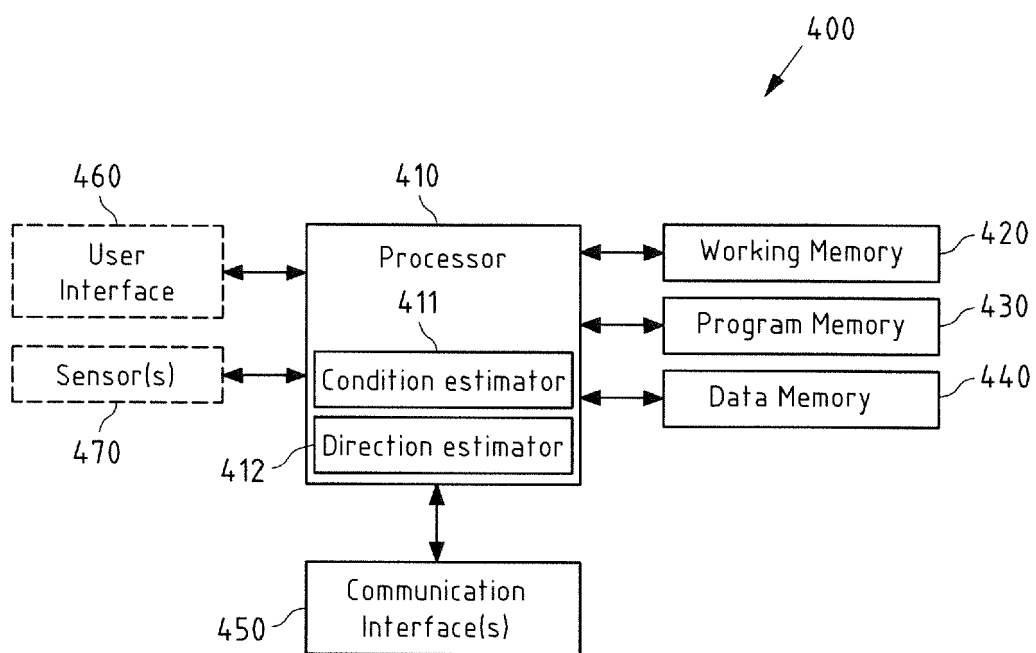 400
460
410
User
Interface
Processor
Working Memory
420
411
Program Memory
430
Sensor(s)
Condition estimator
470
Data Memory
440
Direction estimator
412
Communication
Interface(s)
450